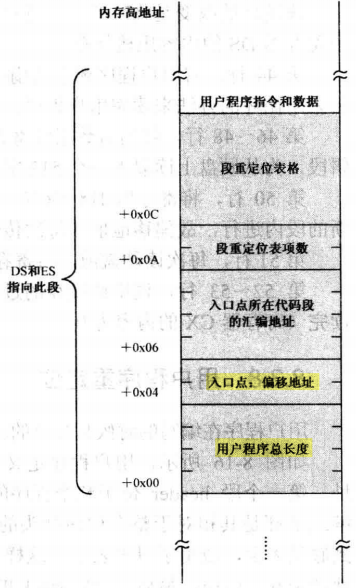 内存高地址
用户程序指令和数据
段重定位表格
+0x0C
段重定位表项数
+0x0A
DS和ES
指向此段
入口点所在代码段
的汇编地址
+0x06
入口点：偏移地址
+0x04
用户程序总长度
+0x00